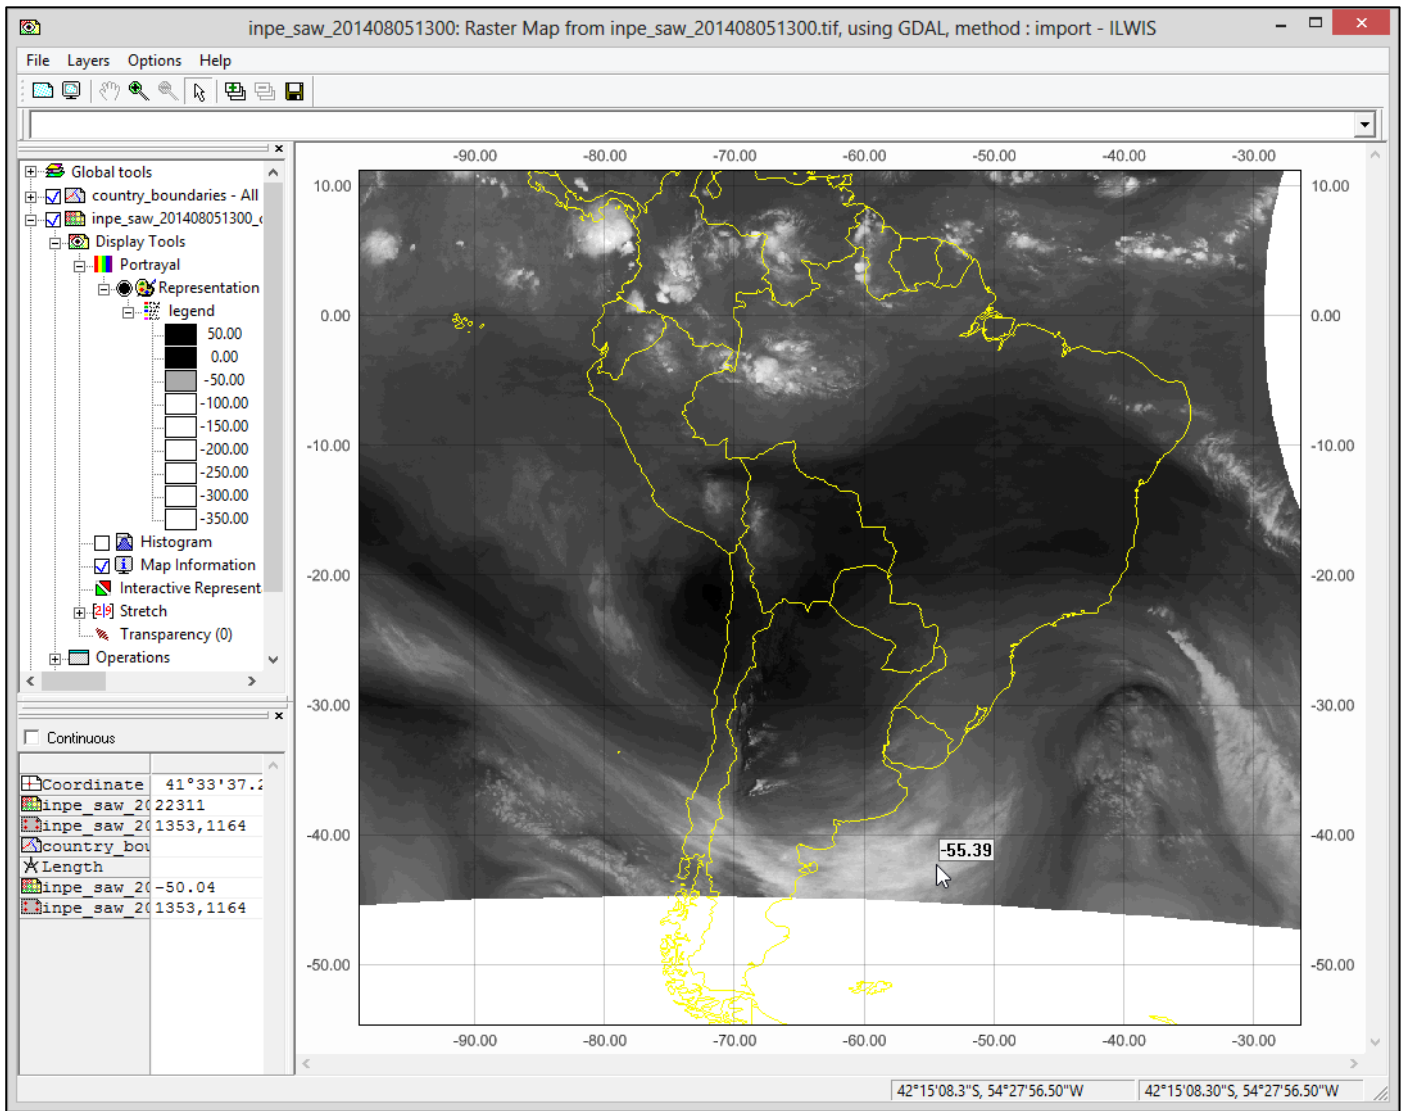 inpe_saw_201408051300: Raster Map from inpe_saw_201408051300.tif, using GDAL, method : import - ILWIS
File Layers Options Help
Global tools
country_boundaries - All
inpe_saw_201408051300_c
Display Tools
Portrayal
Representation
legend
50.00
0.00
-50.00
-100.00
-150.00
-200.00
-250.00
-300.00
-350.00
Histogram
Map Information
Interactive Represent
Stretch
Transparency (0)
Operations
Continuous
Coordinate 41°33'37.2
inpe_saw_20 22311
inpe_saw_20 1353,1164
country_bou
Length
inpe_saw_20 -50.04
inpe_saw_20 1353,1164
-90.00 -80.00 -70.00 -60.00 -50.00 -40.00 -30.00
10.00 10.00
0.00 0.00
-10.00 -10.00
-20.00 -20.00
-30.00 -30.00
-40.00 -40.00
-55.39
-50.00 -50.00
-90.00 -80.00 -70.00 -60.00 -50.00 -40.00 -30.00
42°15'08.3"S, 54°27'56.50"W 42°15'08.30"S, 54°27'56.50"W